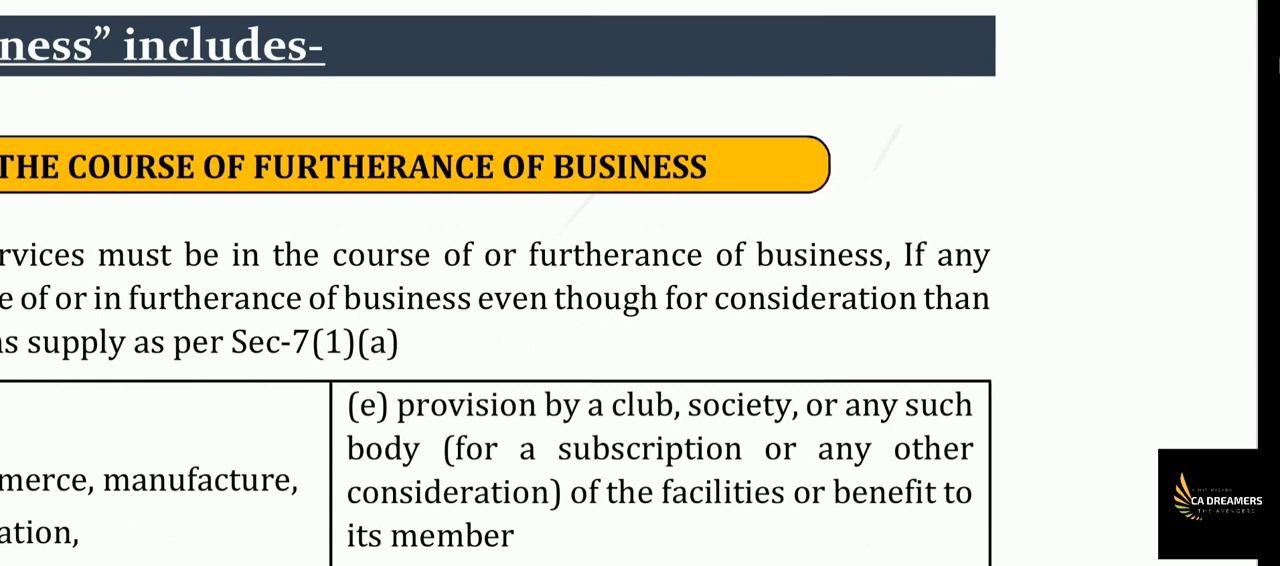 ness” includes-
THE COURSE OF FURTHERANCE OF BUSINESS
rvices must be in the course of or furtherance of business, If any
e of or in furtherance of business even though for consideration than
as supply as per Sec-7(1)(a)
merce, manufacture,
ation,
(e) provision by a club, society, or any such
body (for a subscription or any other
consideration) of the facilities or benefit to
its member
CA DREAMERS
THE AVENGERS